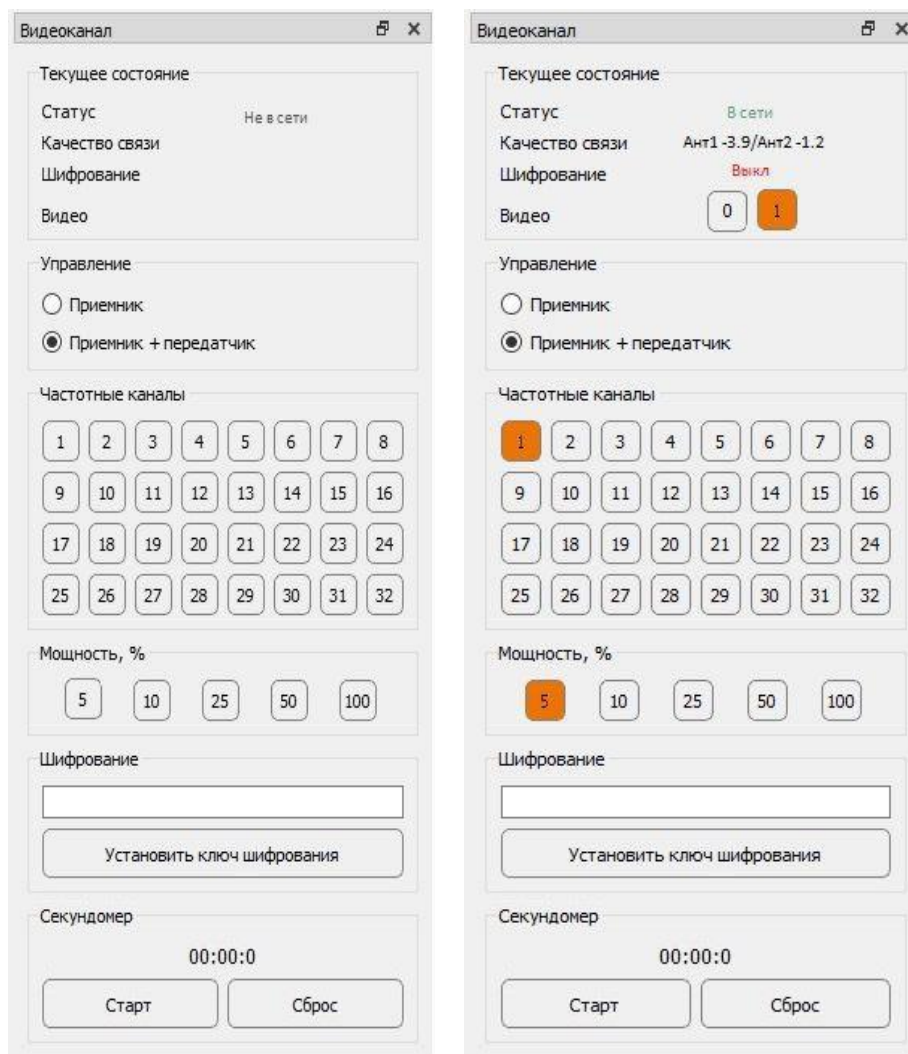 Видеоканал
Текущее состояние
Статус Не в сети
Качество связи
Шифрование
Видео
Управление
Приемник
Приемник + передатчик
Частотные каналы
1 2 3 4 5 6 7 8
9 10 11 12 13 14 15 16
17 18 19 20 21 22 23 24
25 26 27 28 29 30 31 32
Мощность, %
5 10 25 50 100
Шифрование
Установить ключ шифрования
Секундомер
00:00:0
Старт Сброс
Видеоканал
Текущее состояние
Статус В сети
Качество связи Ант1 -3.9/Ант2 -1.2
Шифрование Выкл
Видео 0 1
Управление
Приемник
Приемник + передатчик
Частотные каналы
1 2 3 4 5 6 7 8
9 10 11 12 13 14 15 16
17 18 19 20 21 22 23 24
25 26 27 28 29 30 31 32
Мощность, %
5 10 25 50 100
Шифрование
Установить ключ шифрования
Секундомер
00:00:0
Старт Сброс